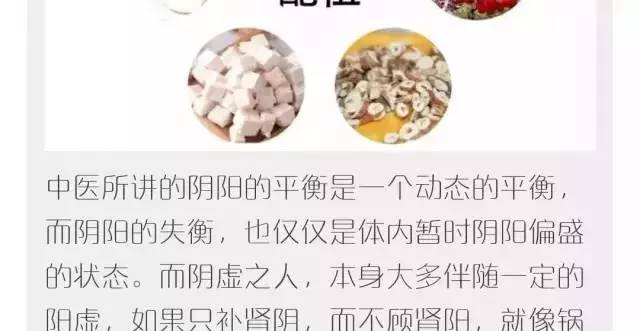 中医所讲的阴阳的平衡是一个动态的平衡，
而阴阳的失衡，也仅仅是体内暂时阴阳偏盛
的状态。而阴虚之人，本身大多伴随一定的
阳虚，如果只补肾阴，而不顾肾阳，就像锅